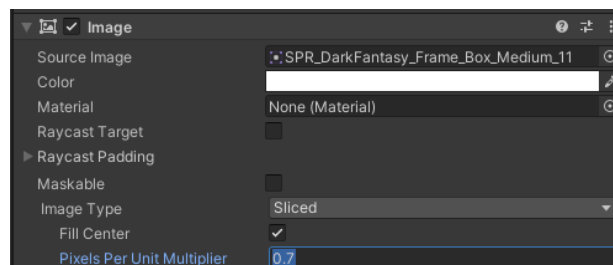 Image
Source Image SPR_DarkFantasy_Frame_Box_Medium_11
Color
Material None (Material)
Raycast Target
Raycast Padding
Maskable
Image Type Sliced
Fill Center
Pixels Per Unit Multiplier 0.7